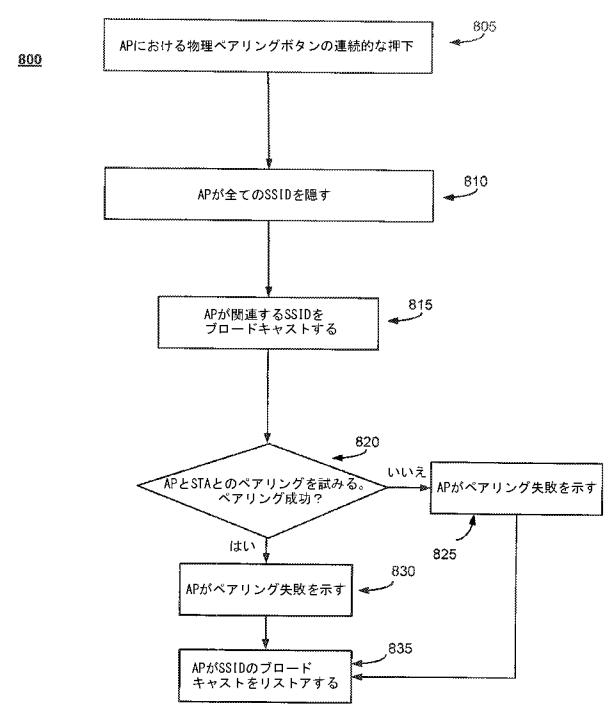 800
APにおける物理ペアリングボタンの連続的な押下
805
APが全てのSSIDを隠す
810
APが関連するSSIDを
ブロードキャストする
815
820
APとSTAとのペアリングを試みる。
ペアリング成功？
いいえ
APがペアリング失敗を示す
825
はい
APがペアリング失敗を示す
830
835
APがSSIDのブロード
キャストをリストアする